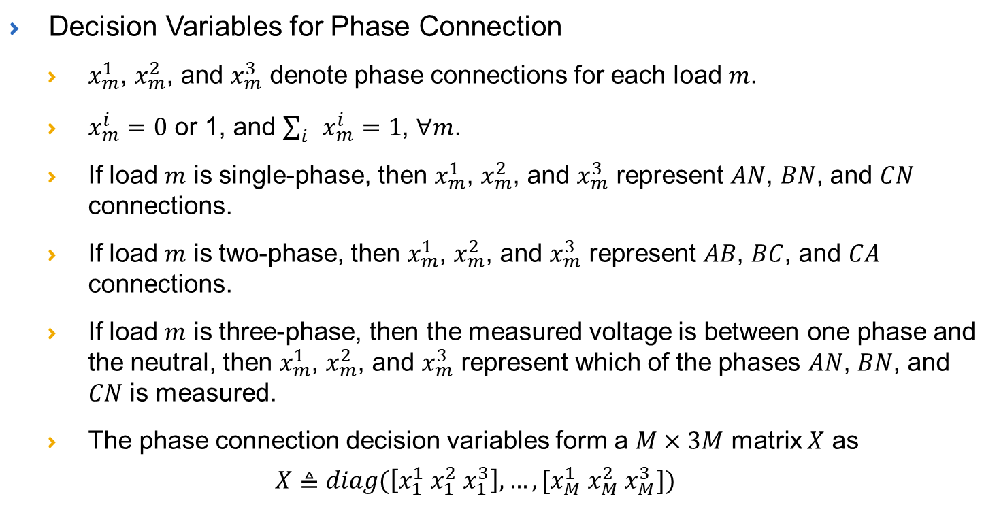 › Decision Variables for Phase Connection
› $x_m^1$, $x_m^2$, and $x_m^3$ denote phase connections for each load $m$.
› $x_m^i = 0$ or 1, and $\sum_i x_m^i = 1$, $\forall m$.
› If load $m$ is single-phase, then $x_m^1$, $x_m^2$, and $x_m^3$ represent $AN$, $BN$, and $CN$
connections.
› If load $m$ is two-phase, then $x_m^1$, $x_m^2$, and $x_m^3$ represent $AB$, $BC$, and $CA$
connections.
› If load $m$ is three-phase, then the measured voltage is between one phase and
the neutral, then $x_m^1$, $x_m^2$, and $x_m^3$ represent which of the phases $AN$, $BN$, and
$CN$ is measured.
› The phase connection decision variables form a $M \times 3M$ matrix $X$ as
$X \triangleq diag([x_1^1 \; x_1^2 \; x_1^3], \ldots, [x_M^1 \; x_M^2 \; x_M^3])$